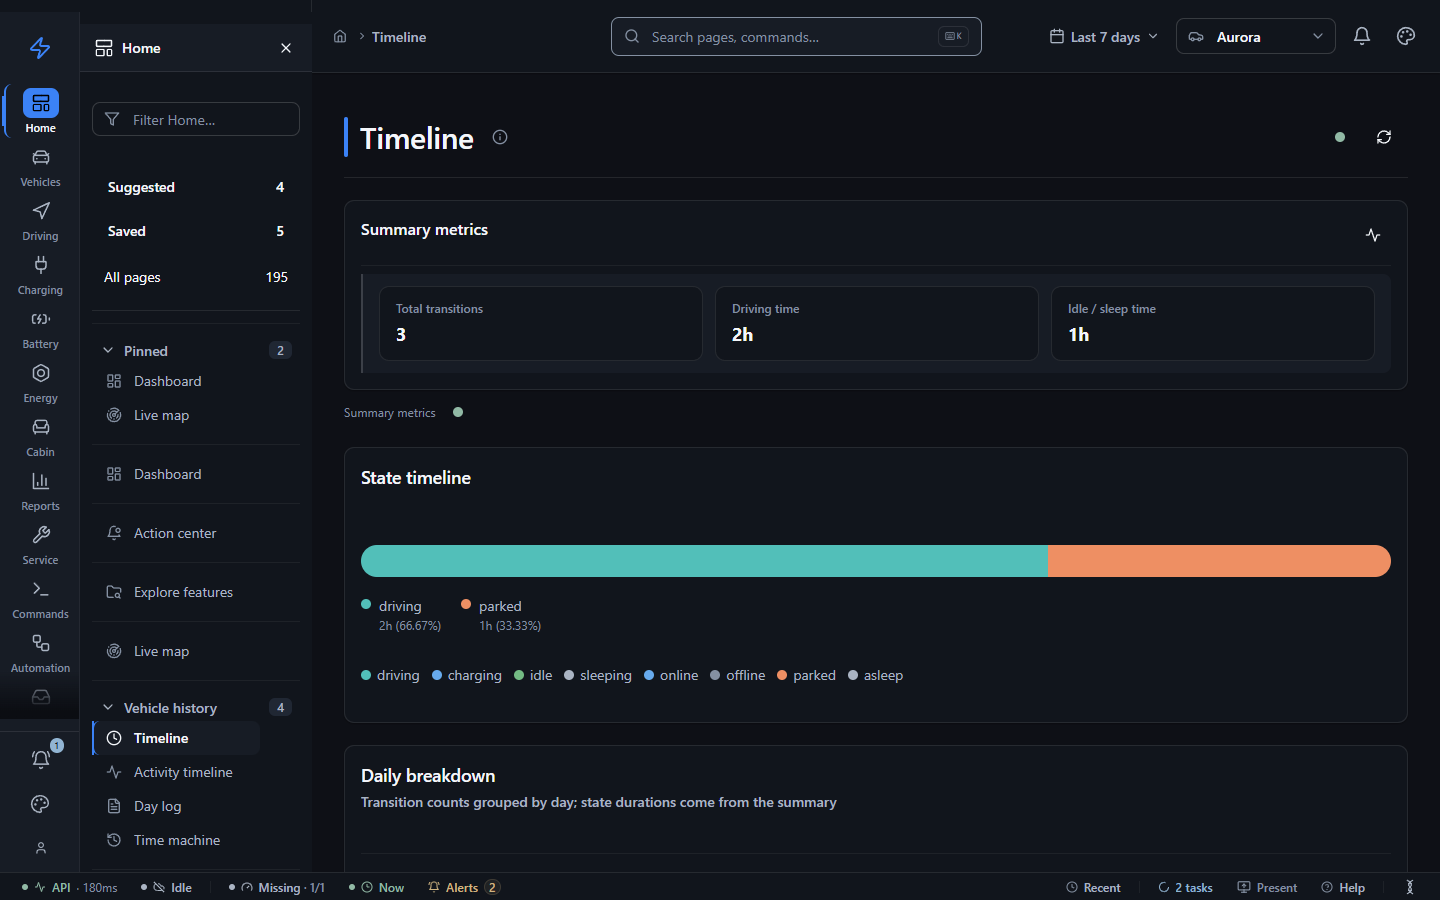 Home
Timeline
Search pages, commands...
K
Last 7 days
Aurora
Home
Vehicles
Driving
Charging
Battery
Energy
Cabin
Reports
Service
Commands
Automation
1
Filter Home...
Suggested 4
Saved 5
All pages 195
Pinned 2
Dashboard
Live map
Dashboard
Action center
Explore features
Live map
Vehicle history 4
Timeline
Activity timeline
Day log
Time machine
Timeline
Summary metrics
Total transitions
3
Driving time
2h
Idle / sleep time
1h
Summary metrics
State timeline
driving
2h (66.67%)
parked
1h (33.33%)
driving charging idle sleeping online offline parked asleep
Daily breakdown
Transition counts grouped by day; state durations come from the summary
API · 180ms Idle Missing · 1/1 Now Alerts 2 Recent 2 tasks Present Help